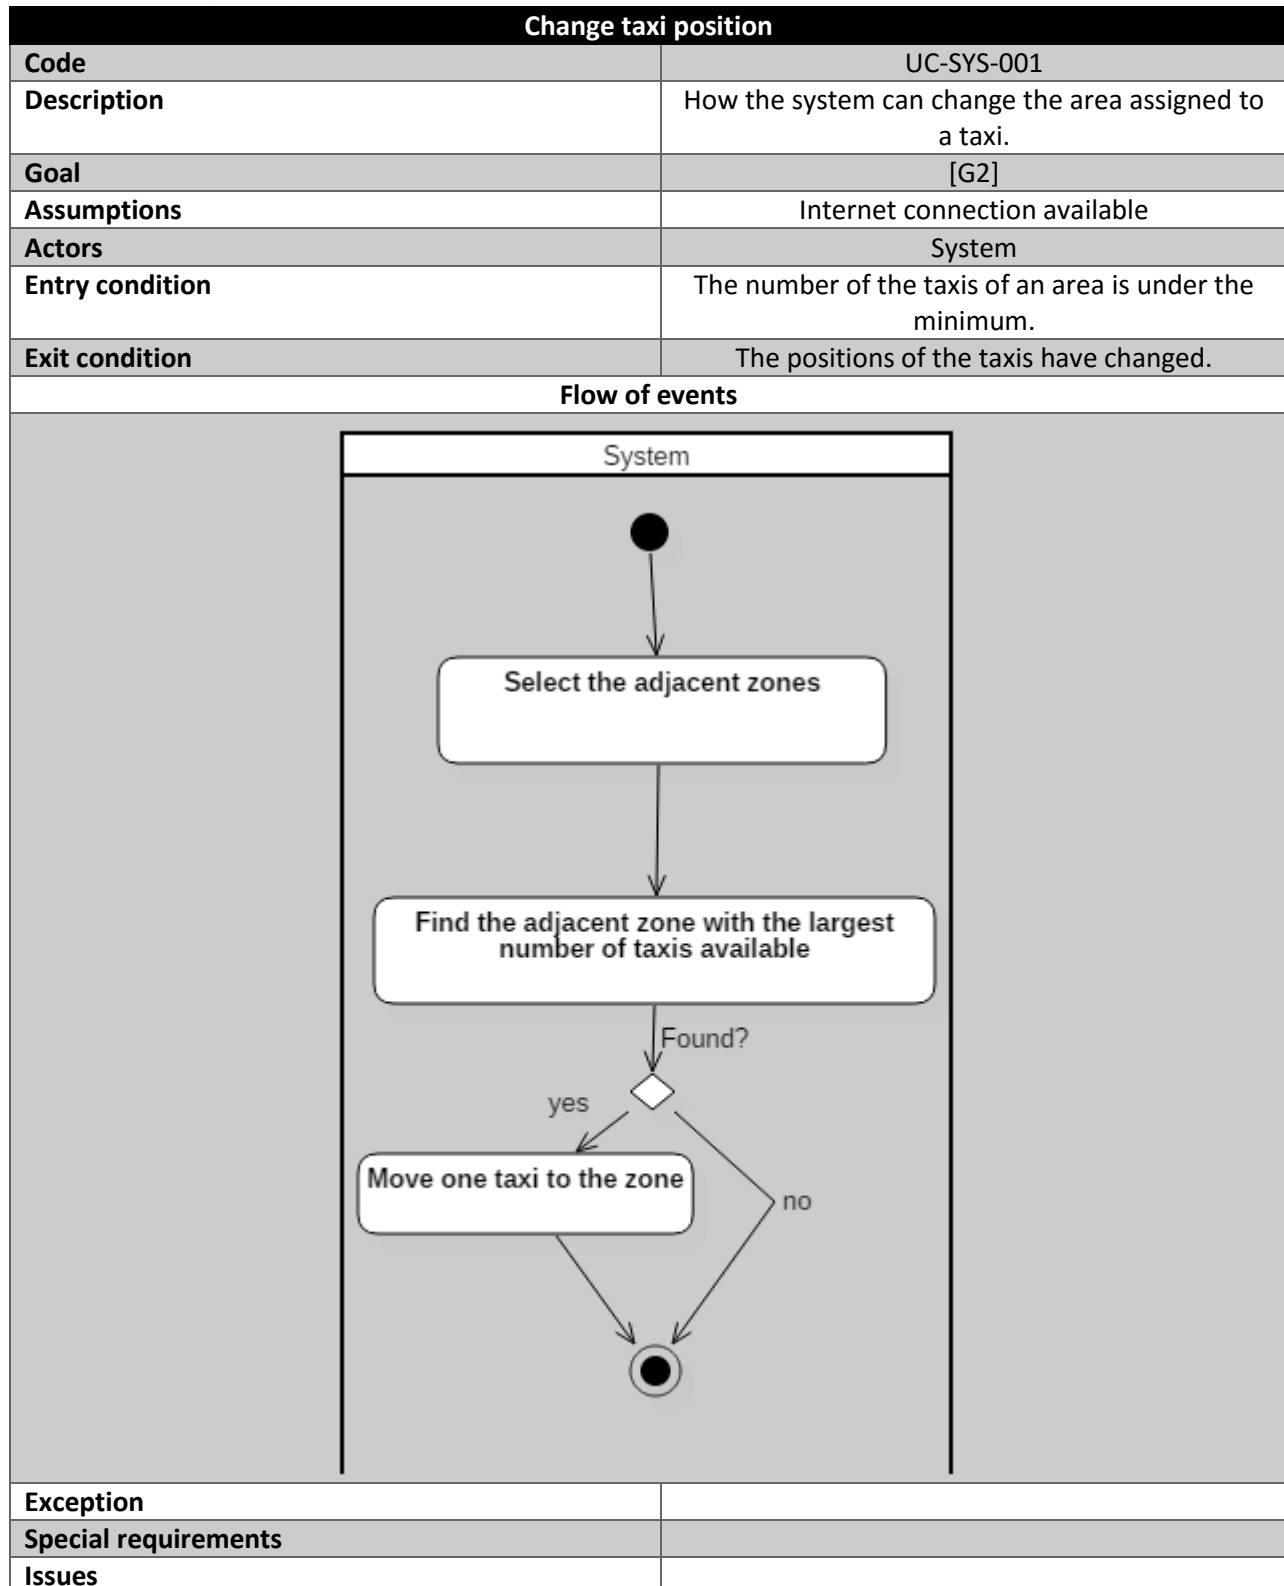 Change taxi position
Code
UC-SYS-001
Description
How the system can change the area assigned to
a taxi.
Goal
[G2]
Assumptions
Internet connection available
Actors
System
Entry condition
The number of the taxis of an area is under the
minimum.
Exit condition
The positions of the taxis have changed.
Flow of events
System
Select the adjacent zones
Find the adjacent zone with the largest
number of taxis available
Found?
yes
Move one taxi to the zone
no
Exception
Special requirements
Issues